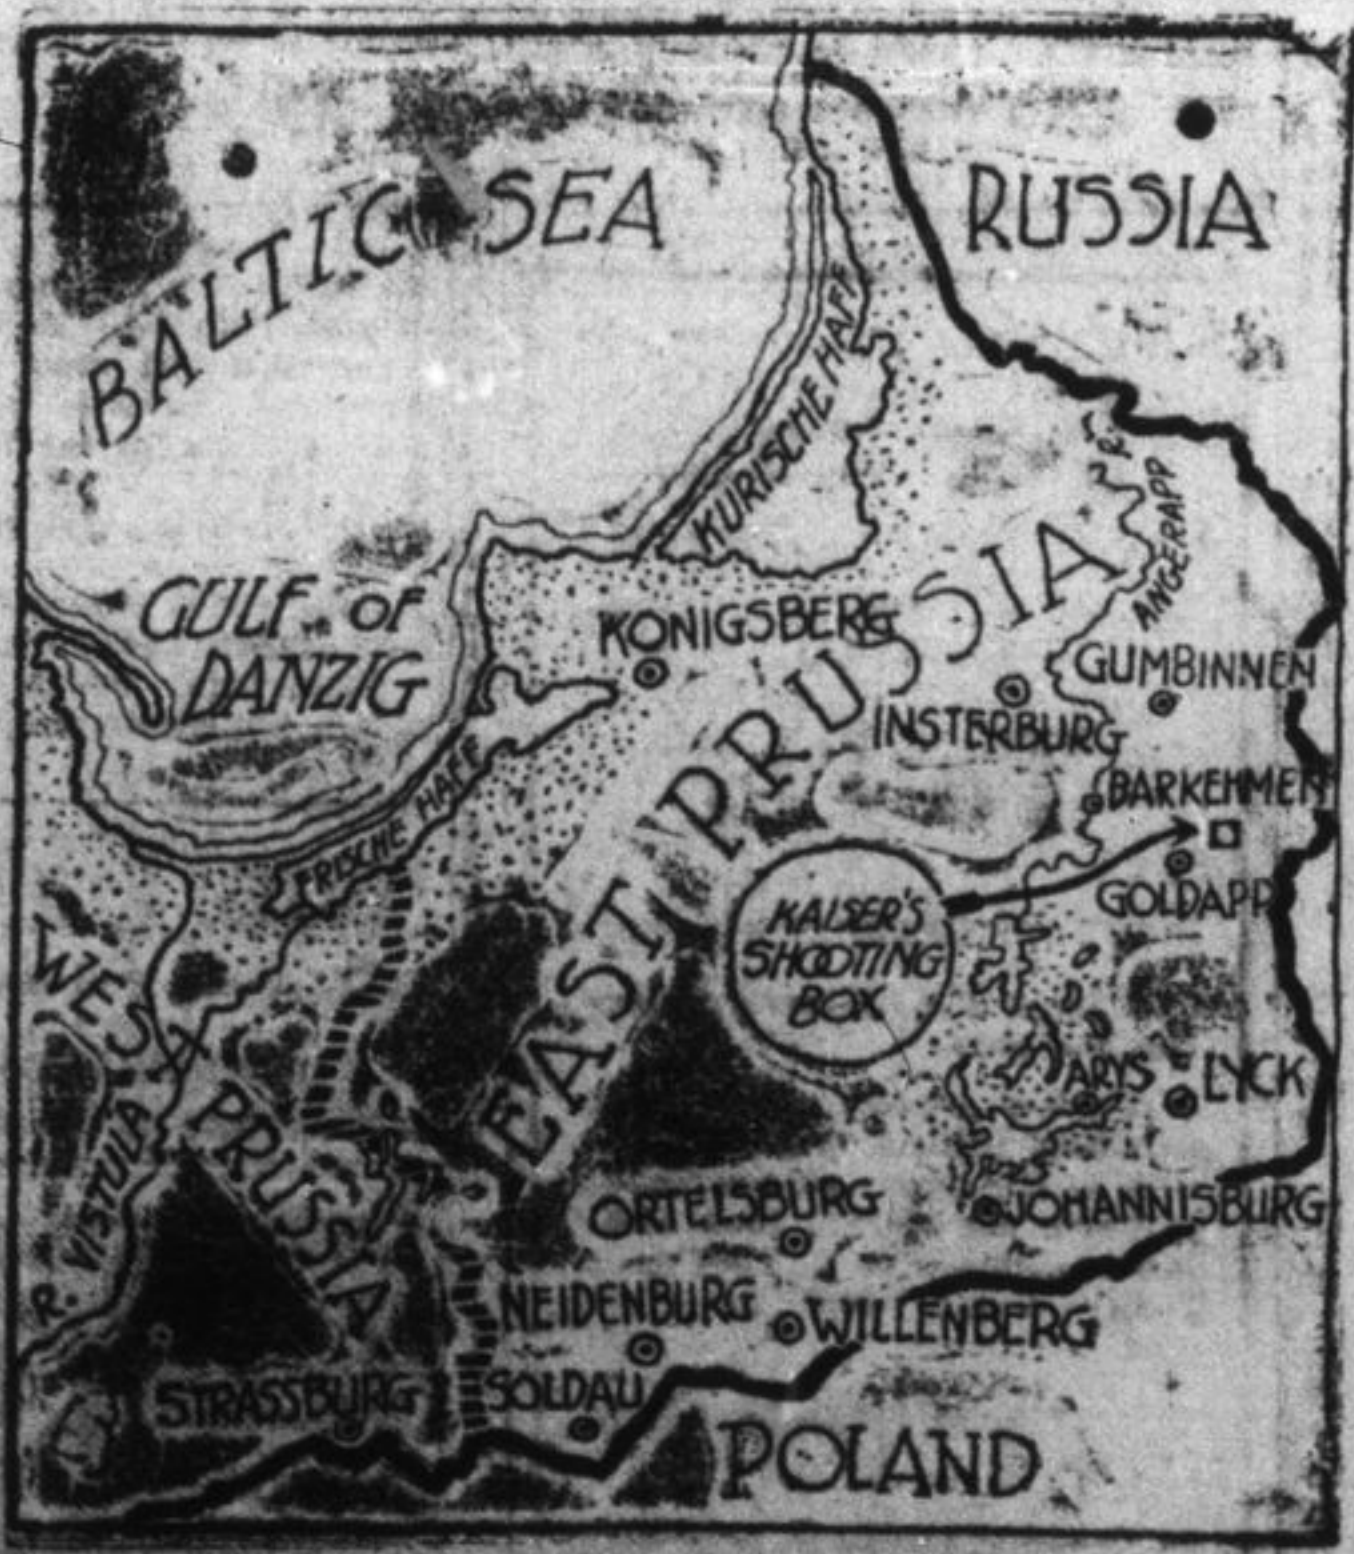 BALTIC SEA
RUSSIA
KURISCHE HAFF
R. ANGERAPP
GULF OF
DANZIG
KONIGSBERG
GUMBINNEN
INSTERBURG
EAST PRUSSIA
BARKEHMEN
FRISCHE HAFF
GOLDAPP
KAISER'S
SHOOTING
BOX
WEST PRUSSIA
ARYS
LYCK
R. VISTULA
ORTELSBURG
JOHANNISBURG
NEIDENBURG
WILLENBERG
STRASSBURG
SOLDAU
POLAND